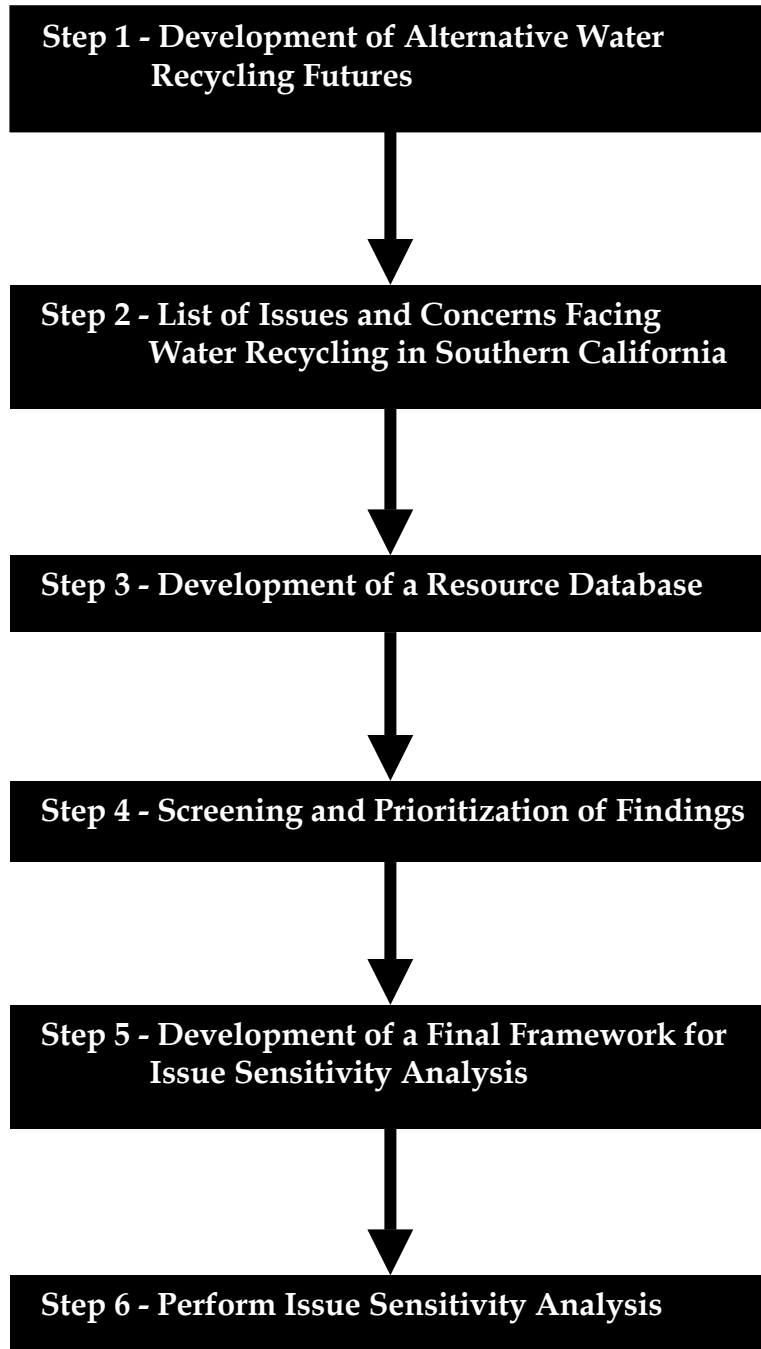 Step 1 - Development of Alternative Water
Recycling Futures
Step 2 - List of Issues and Concerns Facing
Water Recycling in Southern California
Step 3 - Development of a Resource Database
Step 4 - Screening and Prioritization of Findings
Step 5 - Development of a Final Framework for
Issue Sensitivity Analysis
Step 6 - Perform Issue Sensitivity Analysis